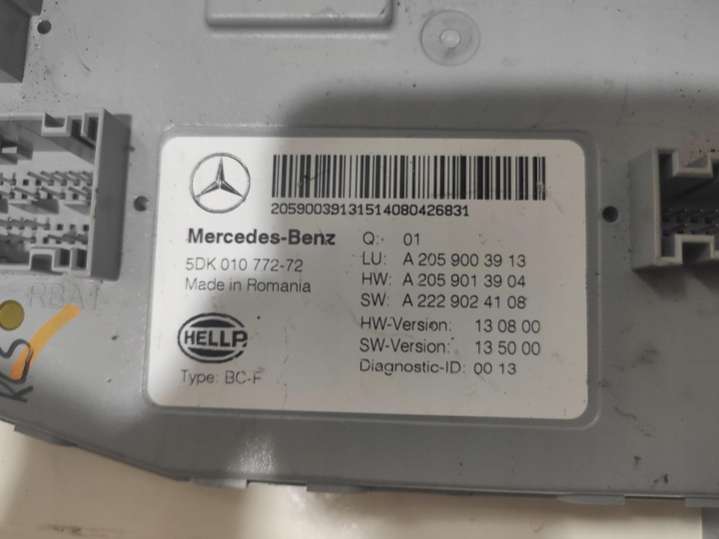 20590039131514080426831
Mercedes-Benz
5DK 010 772-72
Made in Romania
HELLA
Type: BC-F
Q: 01
LU: A 205 900 39 13
HW: A 205 901 39 04
SW: A 222 902 41 08
HW-Version: 13 08 00
SW-Version: 13 50 00
Diagnostic-ID: 00 13
RBA1